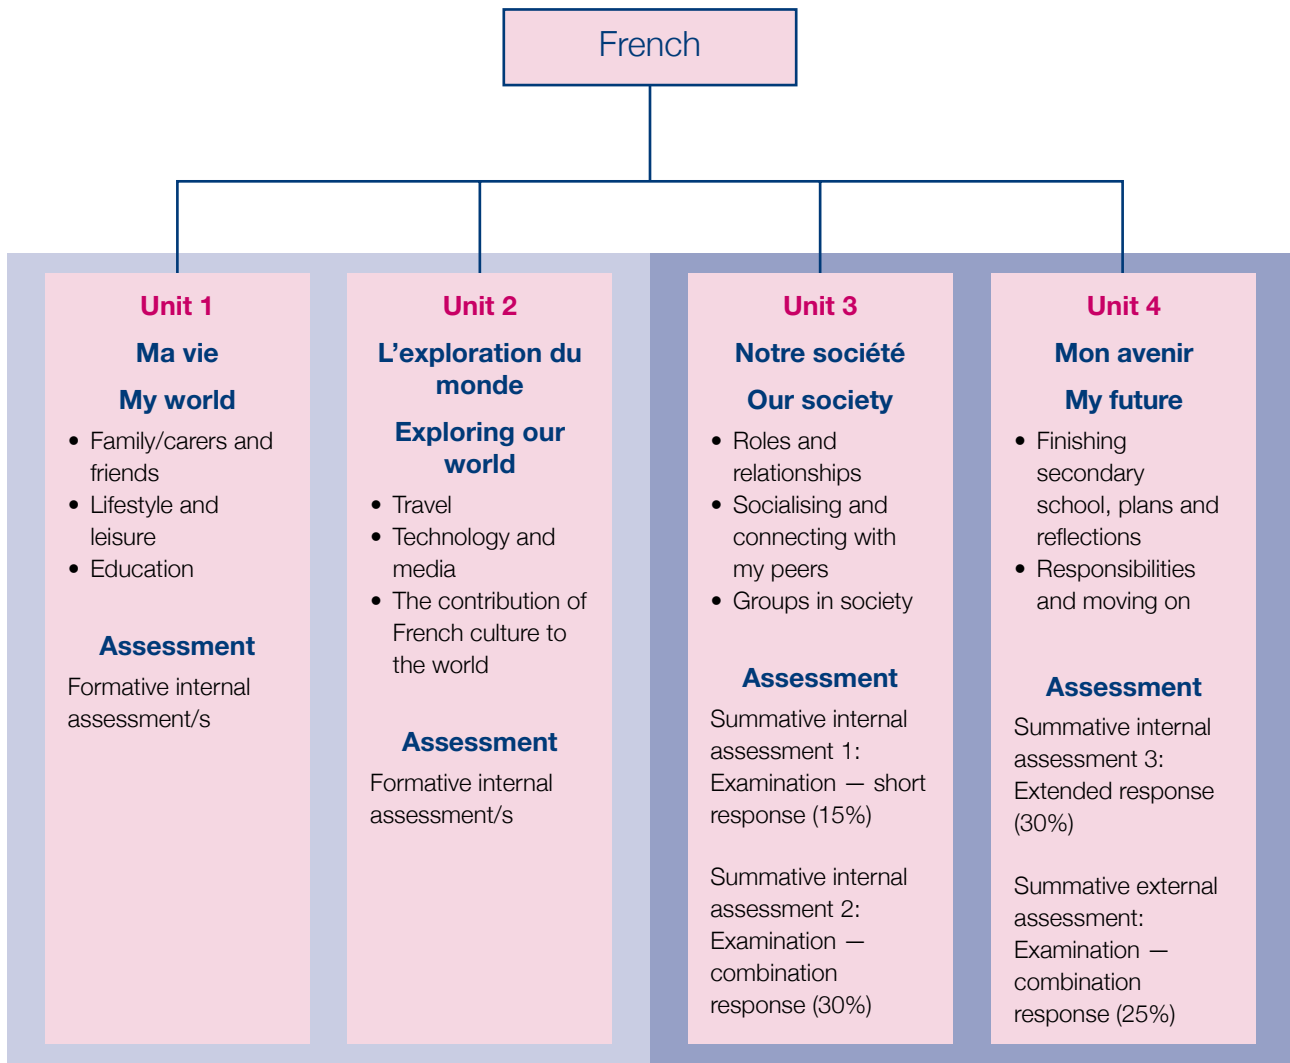 French
Unit 1
Ma vie
My world
• Family/carers and
friends
• Lifestyle and
leisure
• Education
Assessment
Formative internal
assessment/s
Unit 2
L’exploration du
monde
Exploring our
world
• Travel
• Technology and
media
• The contribution of
French culture to
the world
Assessment
Formative internal
assessment/s
Unit 3
Notre société
Our society
• Roles and
relationships
• Socialising and
connecting with
my peers
• Groups in society
Assessment
Summative internal
assessment 1:
Examination — short
response (15%)
Summative internal
assessment 2:
Examination —
combination
response (30%)
Unit 4
Mon avenir
My future
• Finishing
secondary
school, plans and
reflections
• Responsibilities
and moving on
Assessment
Summative internal
assessment 3:
Extended response
(30%)
Summative external
assessment:
Examination —
combination
response (25%)